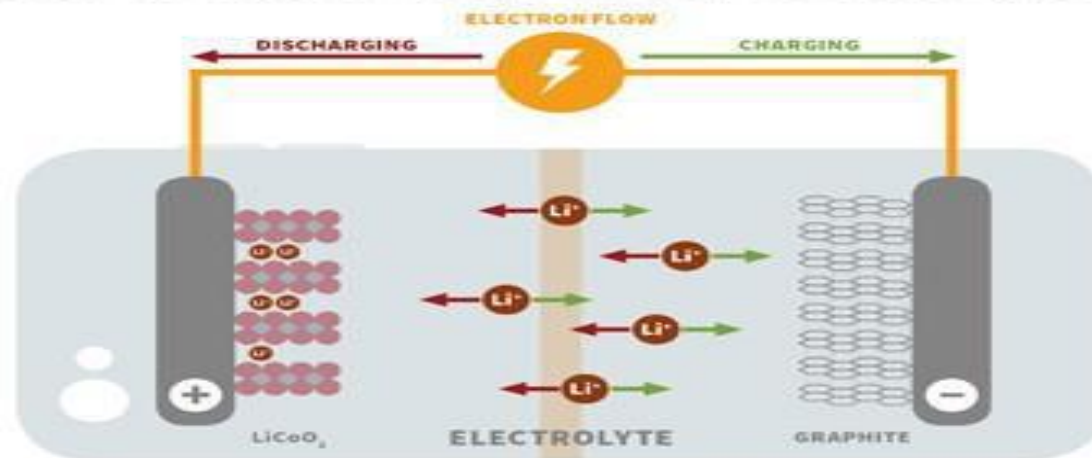 ELECTRON FLOW
DISCHARGING CHARGING
Li⁺
Li⁺
Li⁺
Li⁺
Li⁺
+ −
LiCoO₂ ELECTROLYTE GRAPHITE